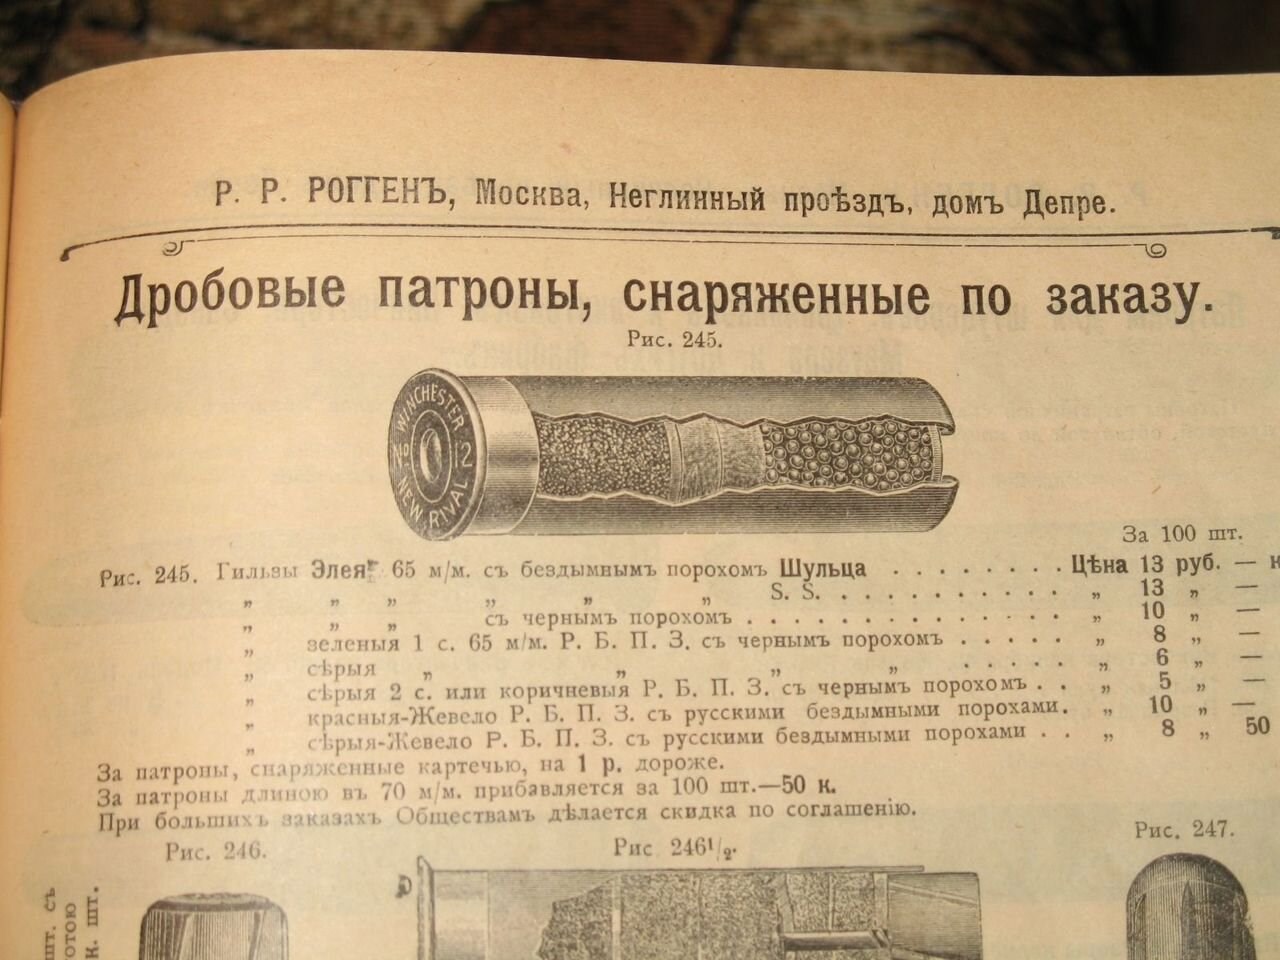 Р. Р. РОГГЕНЪ, Москва, Неглинный проѣздъ, домъ Депре.
Дробовые патроны, снаряженные по заказу.
Рис. 245.
WINCHESTER
No 12
NEW RIVAL
За 100 шт.
Рис. 245. Гильзы Элея 65 м/м. съ бездымнымъ порохомъ Шульца . . . . . . . . Цѣна 13 руб. — к
„ „ „ „ „ „ S. S. . . . . . . . . . . . „ 13 „ —
„ „ „ съ чернымъ порохомъ . . . . . . . . . . . . . . . „ 10 „ —
„ зеленыя 1 с. 65 м/м. Р. Б. П. З. съ чернымъ порохомъ . . . . . „ 8 „ —
„ сѣрыя „ „ „ „ . . . . . „ 6 „ —
„ сѣрыя 2 с. или коричневыя Р. Б. П. З. съ чернымъ порохомъ . . „ 5 „ —
„ красныя-Жевело Р. Б. П. З. съ русскими бездымными порохами. „ 10 „ —
„ сѣрыя-Жевело Р. Б. П. З. съ русскими бездымными порохами . . „ 8 „ 50
За патроны, снаряженные картечью, на 1 р. дороже.
За патроны длиною въ 70 м/м. прибавляется за 100 шт.—50 к.
При большихъ заказахъ Обществамъ дѣлается скидка по соглашенію.
Рис. 246.
Рис 246¹/₂.
Рис. 247.
шт. съ
отою
к. шт.